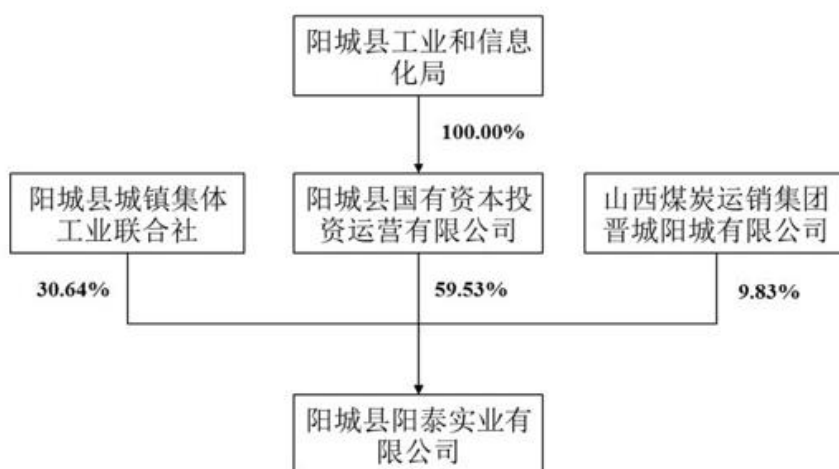 阳城县工业和信息
化局
100.00%
阳城县城镇集体
工业联合社
阳城县国有资本投
资运营有限公司
山西煤炭运销集团
晋城阳城有限公司
30.64%
59.53%
9.83%
阳城县阳泰实业有
限公司